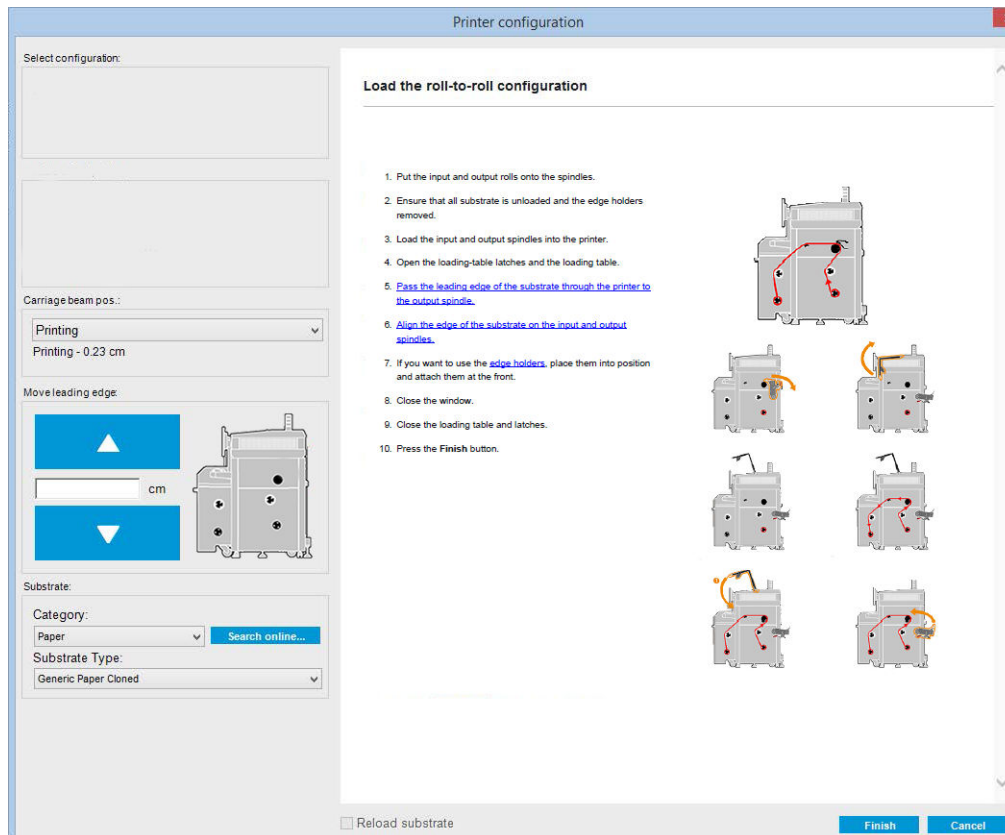 Printer configuration
Select configuration:
Carriage beam pos.:
Printing
Printing - 0.23 cm
Move leading edge:
cm
Substrate:
Category:
Paper
Search online...
Substrate Type:
Generic Paper Cloned
Load the roll-to-roll configuration
1. Put the input and output rolls onto the spindles.
2. Ensure that all substrate is unloaded and the edge holders
removed.
3. Load the input and output spindles into the printer.
4. Open the loading-table latches and the loading table.
5. Pass the leading edge of the substrate through the printer to
the output spindle.
6. Align the edge of the substrate on the input and output
spindles.
7. If you want to use the edge holders, place them into position
and attach them at the front.
8. Close the window.
9. Close the loading table and latches.
10. Press the Finish button.
Reload substrate
Finish
Cancel